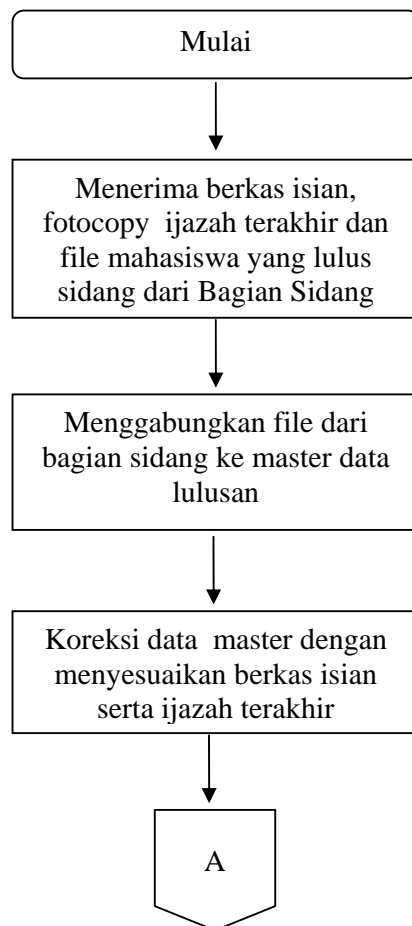 Mulai
Menerima berkas isian,
fotocopy ijazah terakhir dan
file mahasiswa yang lulus
sidang dari Bagian Sidang
Menggabungkan file dari
bagian sidang ke master data
lulusan
Koreksi data master dengan
menyesuaikan berkas isian
serta ijazah terakhir
A